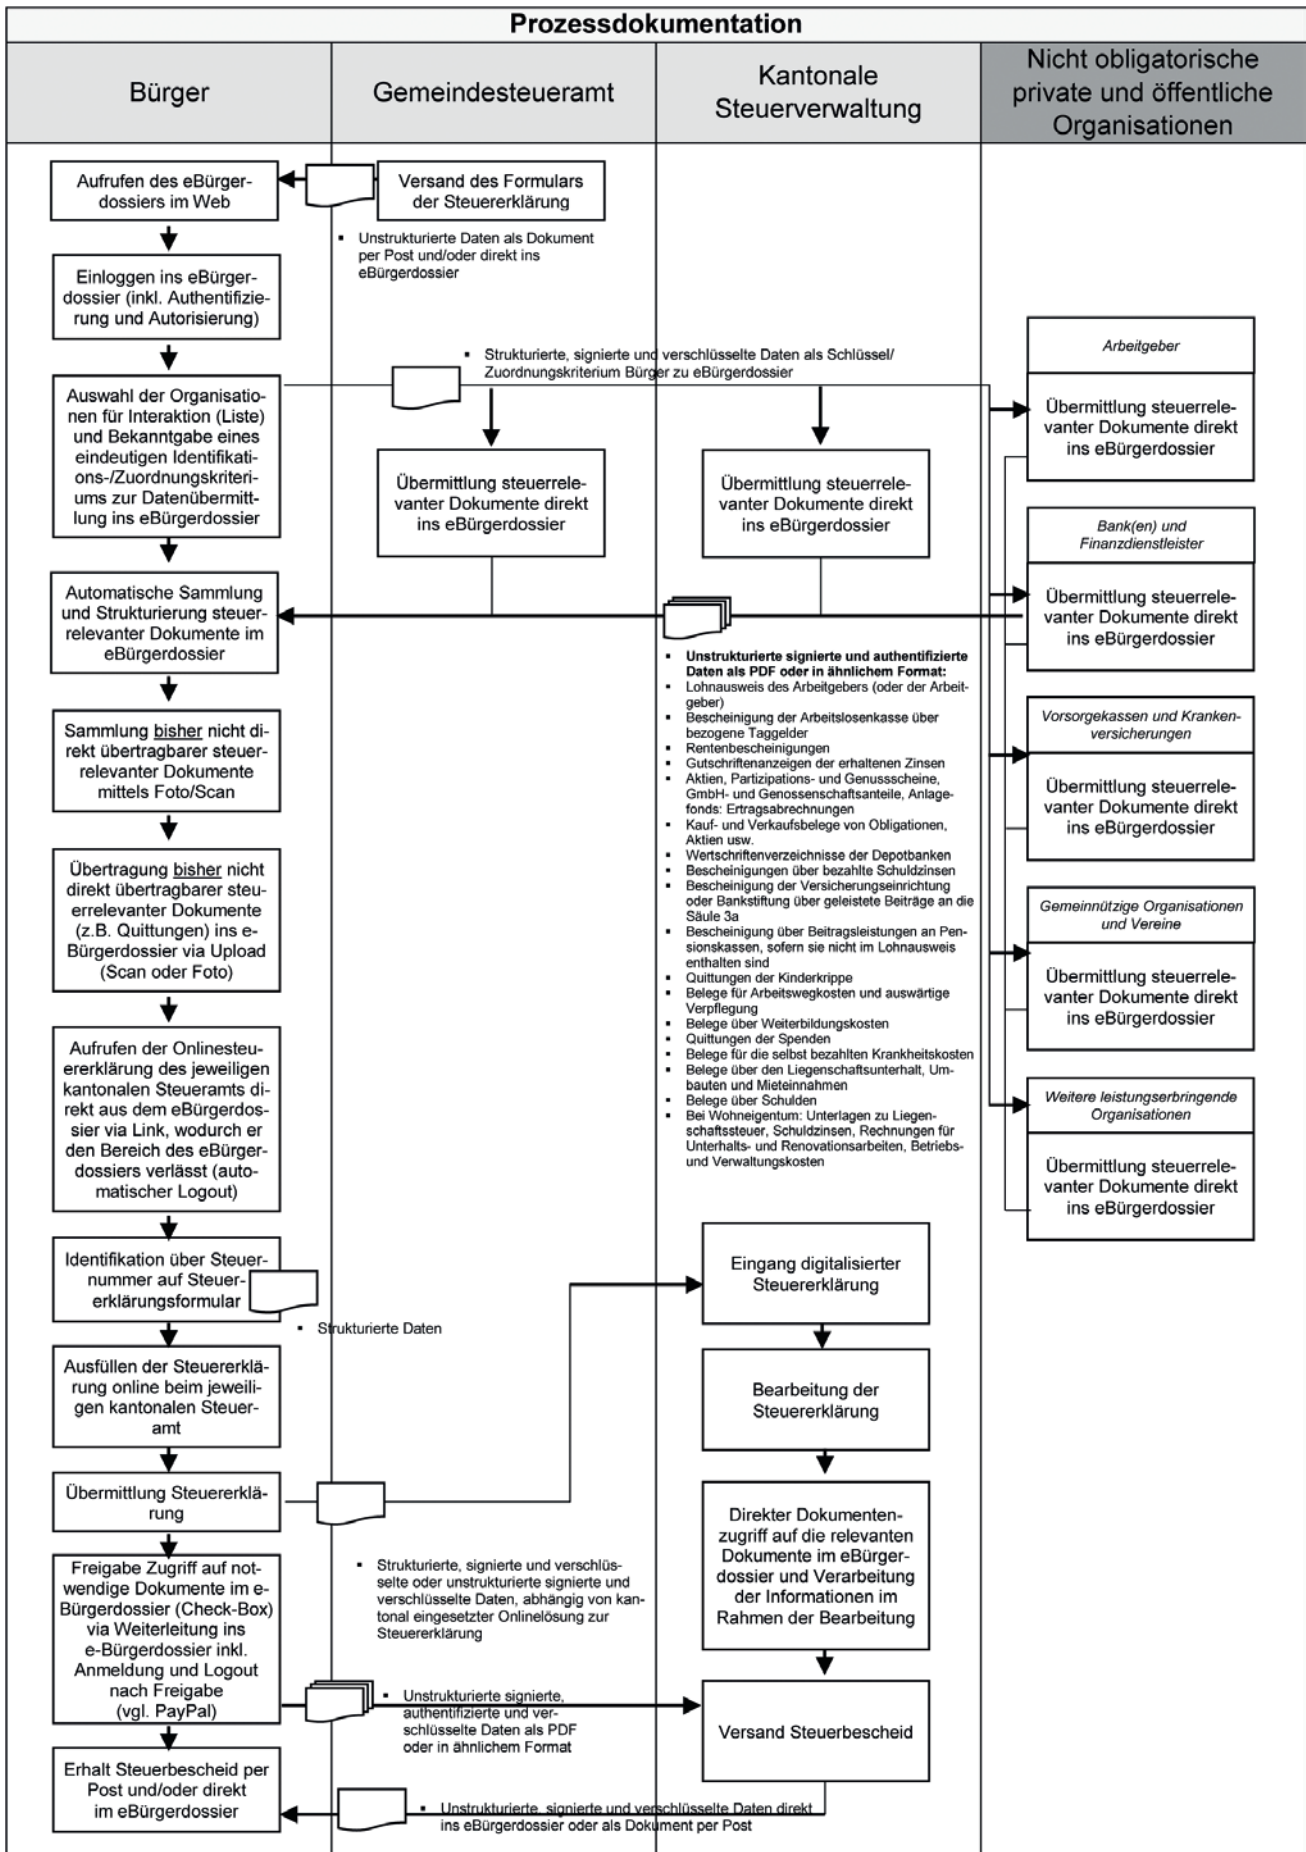 Prozessdokumentation
Bürger
Gemeindesteueramt
Kantonale
Steuerverwaltung
Nicht obligatorische
private und öffentliche
Organisationen
Aufrufen des eBürger-
dossiers im Web
Versand des Formulars
der Steuererklärung
▪ Unstrukturierte Daten als Dokument
per Post und/oder direkt ins
eBürgerdossier
Einloggen ins eBürger-
dossier (inkl. Authentifizie-
rung und Autorisierung)
▪ Strukturierte, signierte und verschlüsselte Daten als Schlüssel/
Zuordnungskriterium Bürger zu eBürgerdossier
Auswahl der Organisatio-
nen für Interaktion (Liste)
und Bekanntgabe eines
eindeutigen Identifikati-
ons-/Zuordnungskriteri-
ums zur Datenübermitt-
lung ins eBürgerdossier
Übermittlung steuerrele-
vanter Dokumente direkt
ins eBürgerdossier
Übermittlung steuerrele-
vanter Dokumente direkt
ins eBürgerdossier
Arbeitgeber
Übermittlung steuerrele-
vanter Dokumente direkt
ins eBürgerdossier
Bank(en) und
Finanzdienstleister
Übermittlung steuerrele-
vanter Dokumente direkt
ins eBürgerdossier
Vorsorgekassen und Kranken-
versicherungen
Übermittlung steuerrele-
vanter Dokumente direkt
ins eBürgerdossier
Gemeinnützige Organisationen
und Vereine
Übermittlung steuerrele-
vanter Dokumente direkt
ins eBürgerdossier
Weitere leistungserbringende
Organisationen
Übermittlung steuerrele-
vanter Dokumente direkt
ins eBürgerdossier
Automatische Sammlung
und Strukturierung steuer-
relevanter Dokumente im
eBürgerdossier
▪ Unstrukturierte signierte und authentifizierte
Daten als PDF oder in ähnlichem Format:
▪ Lohnausweis des Arbeitgebers (oder der Arbeit-
geber)
▪ Bescheinigung der Arbeitslosenkasse über
bezogene Taggelder
▪ Rentenbescheinigungen
▪ Gutschriftenanzeigen der erhaltenen Zinsen
▪ Aktien, Partizipations- und Genussscheine,
GmbH- und Genossenschaftsanteile, Anlage-
fonds: Ertragsabrechnungen
▪ Kauf- und Verkaufsbelege von Obligationen,
Aktien usw.
▪ Wertschriftenverzeichnisse der Depotbanken
▪ Bescheinigungen über bezahlte Schuldzinsen
▪ Bescheinigung der Versicherungseinrichtung
oder Bankstiftung über geleistete Beiträge an die
Säule 3a
▪ Bescheinigung über Beitragsleistungen an Pen-
sionskassen, sofern sie nicht im Lohnausweis
enthalten sind
▪ Quittungen der Kinderkrippe
▪ Belege für Arbeitswegkosten und auswärtige
Verpflegung
▪ Belege über Weiterbildungskosten
▪ Quittungen der Spenden
▪ Belege für die selbst bezahlten Krankheitskosten
▪ Belege über den Liegenschaftsunterhalt, Um-
bauten und Mieteinnahmen
▪ Belege über Schulden
▪ Bei Wohneigentum: Unterlagen zu Liegen-
schaftssteuer, Schuldzinsen, Rechnungen für
Unterhalts- und Renovationsarbeiten, Betriebs-
und Verwaltungskosten
Sammlung bisher nicht di-
rekt übertragbarer steuer-
relevanter Dokumente
mittels Foto/Scan
Übertragung bisher nicht
direkt übertragbarer steu-
errelevanter Dokumente
(z.B. Quittungen) ins e-
Bürgerdossier via Upload
(Scan oder Foto)
Aufrufen der Onlinesteu-
ererklärung des jeweiligen
kantonalen Steueramts di-
rekt aus dem eBürgerdos-
sier via Link, wodurch er
den Bereich des eBürger-
dossiers verlässt (auto-
matischer Logout)
Identifikation über Steuer-
nummer auf Steuer-
erklärungsformular
▪ Strukturierte Daten
Ausfüllen der Steuererklä-
rung online beim jeweili-
gen kantonalen Steuer-
amt
Übermittlung Steuererklä-
rung
▪ Strukturierte, signierte und verschlüs-
sselte oder unstrukturierte signierte und
verschlüsselte Daten, abhängig von kan-
tonal eingesetzter Onlinelösung zur
Steuererklärung
Freigabe Zugriff auf not-
wendige Dokumente im e-
Bürgerdossier (Check-Box)
via Weiterleitung ins
e-Bürgerdossier inkl.
Anmeldung und Logout
nach Freigabe
(vgl. PayPal)
▪ Unstrukturierte signierte,
authentifizierte und ver-
schlüsselte Daten als PDF
oder in ähnlichem Format
Erhalt Steuerbescheid per
Post und/oder direkt
im eBürgerdossier
▪ Unstrukturierte, signierte und verschlüsselte Daten direkt
ins eBürgerdossier oder als Dokument per Post
Eingang digitalisierter
Steuererklärung
Bearbeitung der
Steuererklärung
Direkter Dokumenten-
zugriff auf die relevanten
Dokumente im eBürger-
dossier und Verarbeitung
der Informationen im
Rahmen der Bearbeitung
Versand Steuerbescheid